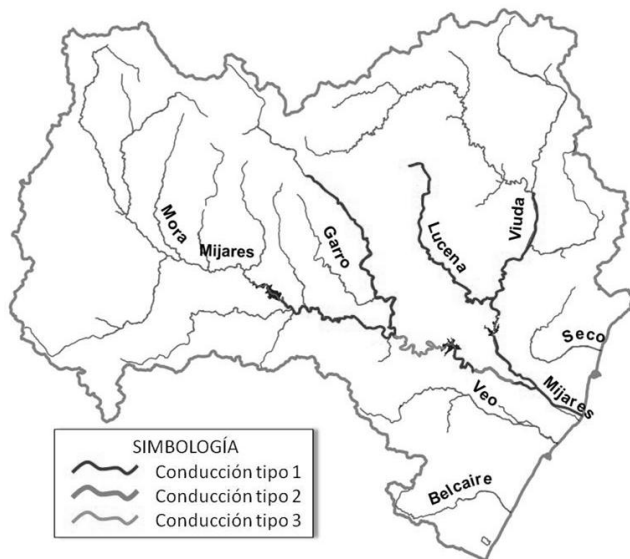 Mora
Mijares
Garro
Lucena
Viuda
Seco
Mijares
Veo
Belcaire
SIMBOLOGÍA
Conducción tipo 1
Conducción tipo 2
Conducción tipo 3